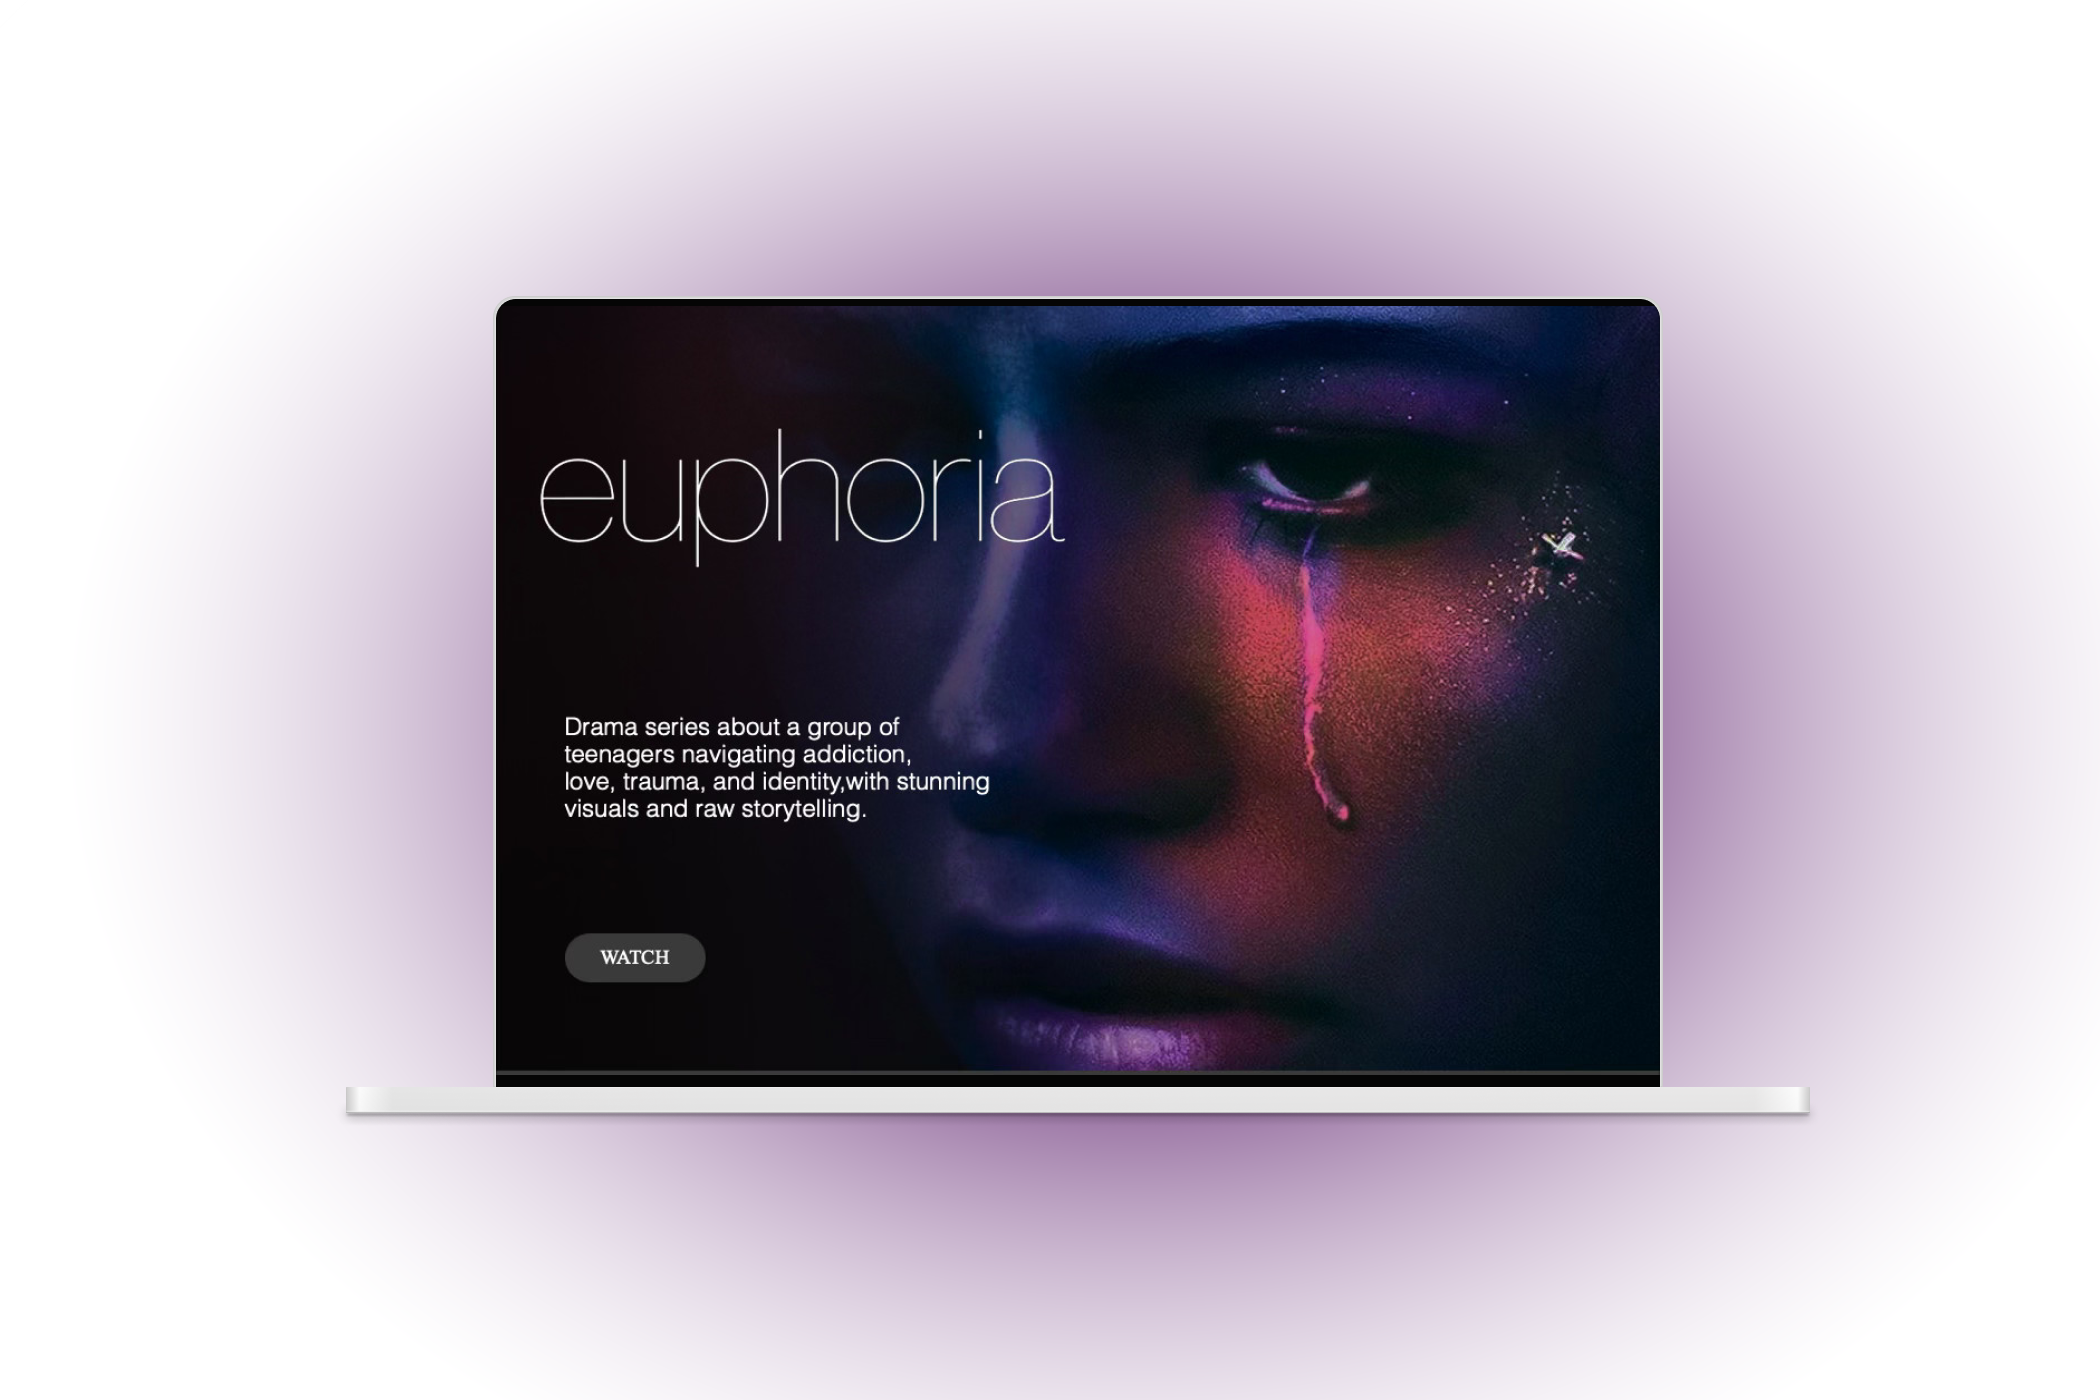 euphoria
Drama series about a group of
teenagers navigating addiction,
love, trauma, and identity,with stunning
visuals and raw storytelling.
WATCH